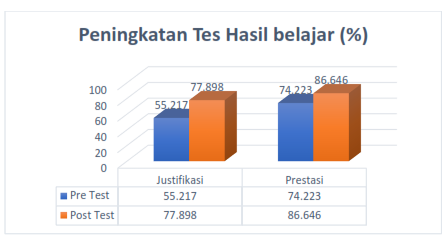 Peningkatan Tes Hasil belajar (%)
77.898
86.646
55.217
74.223
100
80
60
40
20
0
Justifikasi Prestasi
Pre Test 55.217 74.223
Post Test 77.898 86.646